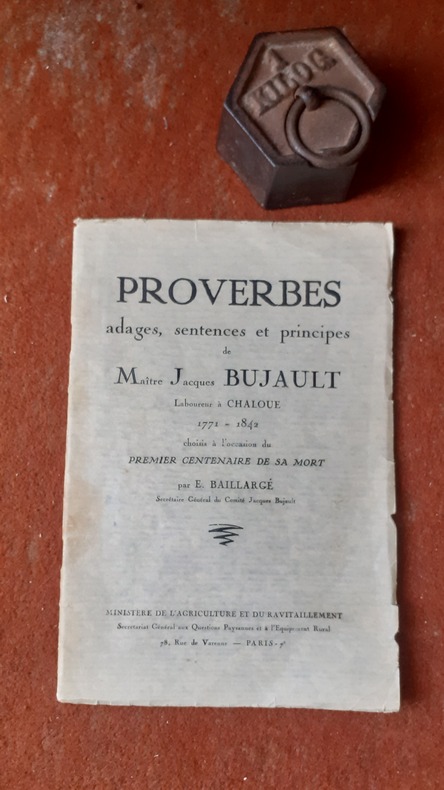 1
KILOG
PROVERBES
adages, sentences et principes
de
Maître Jacques BUJAULT
Laboureur à CHALOUE
1771 - 1842
choisis à l'occasion du
PREMIER CENTENAIRE DE SA MORT
par E. BAILLARGÉ
Secrétaire Général du Comité Jacques Bujault
MINISTERE DE L'AGRICULTURE ET DU RAVITAILLEMENT
Secretariat Général aux Questions Paysannes et à l'Equipement Rural
78, Rue de Varenne — PARIS-7e